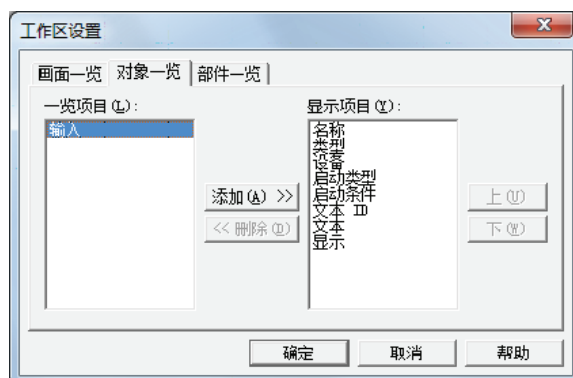 工作区设置
画面一览 对象一览 部件一览
一览项目(L):
输入
添加(A) >>
<< 删除(D)
显示项目(Y):
名称
类型
设备
启动类型
启动条件
文本 ID
文本
显示
上(U)
下(W)
确定 取消 帮助